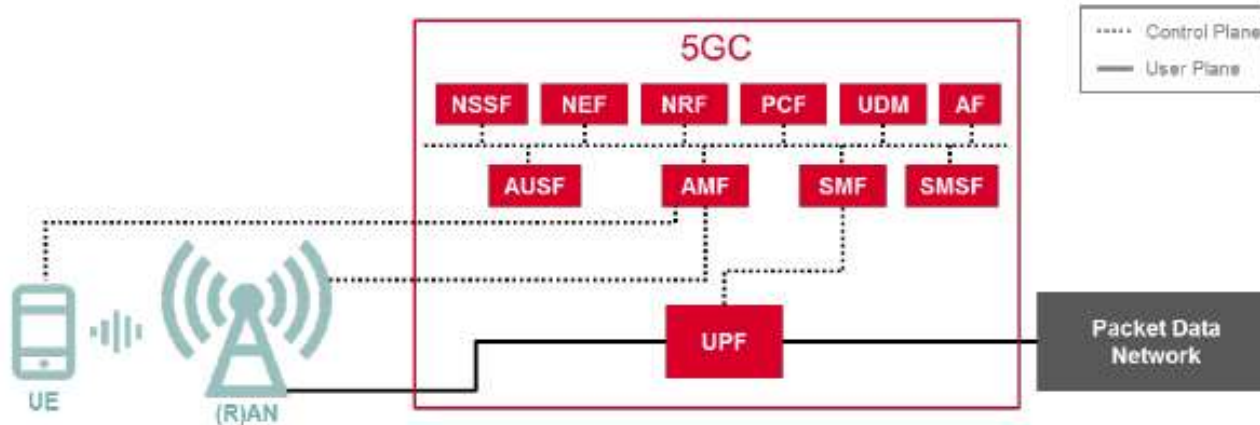 5GC
Control Plane
User Plane
NSSF NEF NRF PCF UDM AF
AUSF AMF SMF SMSF
UPF
Packet Data
Network
UE
(R)AN